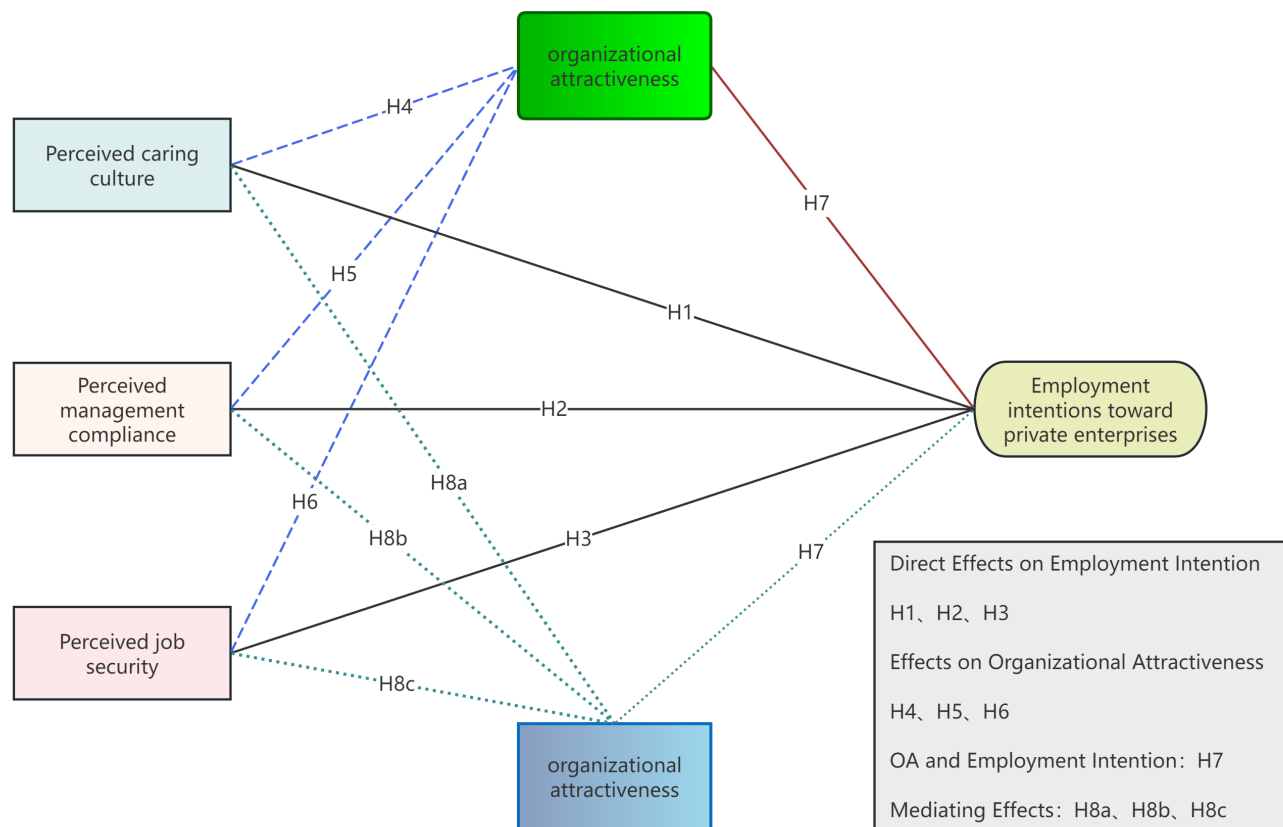 organizational
attractiveness
H4
Perceived caring
culture
H7
H5
H1
Perceived
management
compliance
H2
Employment
intentions toward
private enterprises
H8a
H6
H8b
H3
H7
Perceived job
security
H8c
organizational
attractiveness
Direct Effects on Employment Intention
H1、H2、H3
Effects on Organizational Attractiveness
H4、H5、H6
OA and Employment Intention：H7
Mediating Effects：H8a、H8b、H8c